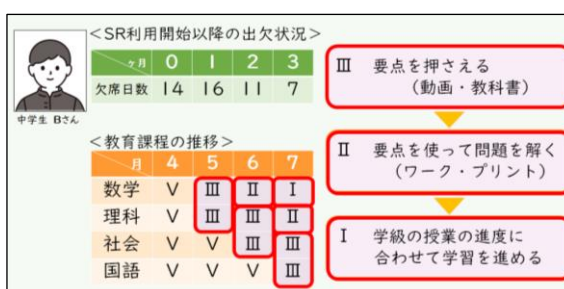 <SR利用開始以降の出欠状況>
ヶ月 0 1 2 3
欠席日数 14 16 11 7
中学生 Bさん
<教育課程の推移>
月 4 5 6 7
数学 Ⅴ Ⅲ Ⅱ Ⅰ
理科 Ⅴ Ⅲ Ⅲ Ⅱ
社会 Ⅴ Ⅴ Ⅲ Ⅲ
国語 Ⅴ Ⅴ Ⅴ Ⅲ
Ⅲ 要点を押さえる
(動画・教科書)
Ⅱ 要点を使って問題を解く
(ワーク・プリント)
Ⅰ 学級の授業の進度に
合わせて学習を進める